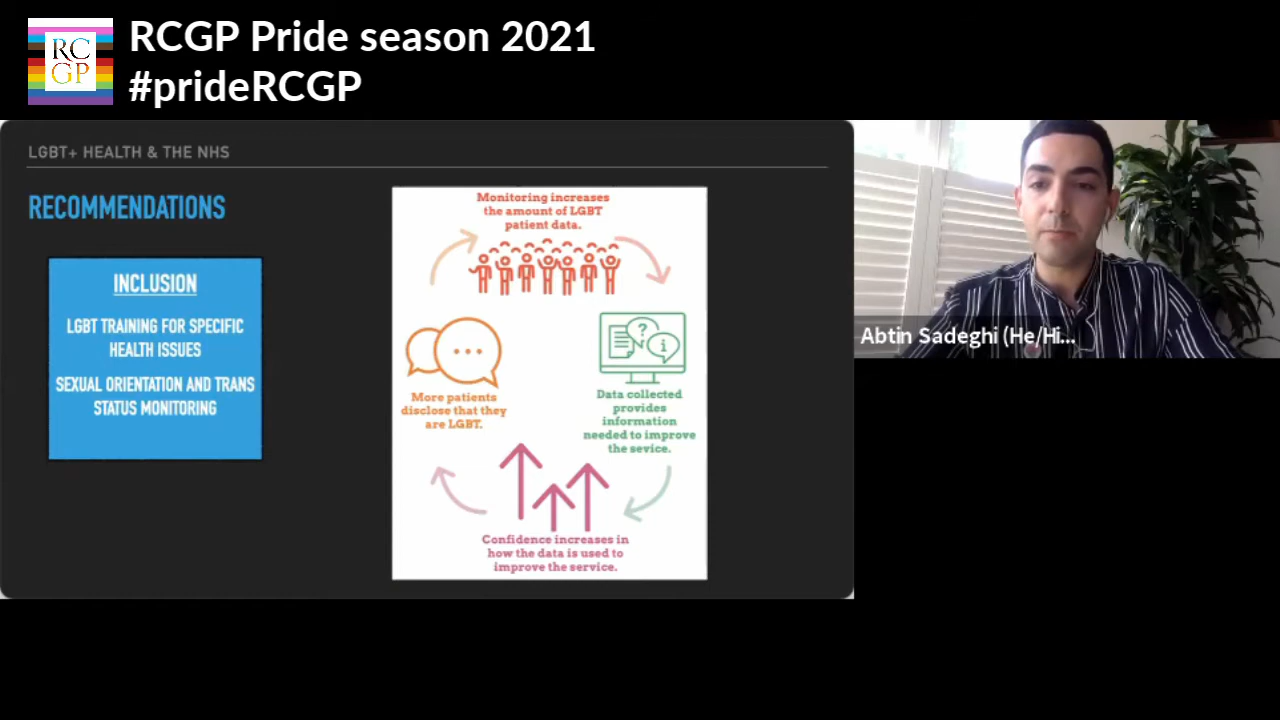 RC
GP
RCGP Pride season 2021
#prideRCGP
LGBT+ HEALTH & THE NHS
RECOMMENDATIONS
INCLUSION
LGBT TRAINING FOR SPECIFIC
HEALTH ISSUES
SEXUAL ORIENTATION AND TRANS
STATUS MONITORING
Monitoring increases
the amount of LGBT
patient data.
? i
Data collected
provides
information
needed to improve
the sevice.
Confidence increases in
how the data is used to
improve the service.
More patients
disclose that they
are LGBT.
Abtin Sadeghi (He/Hi...